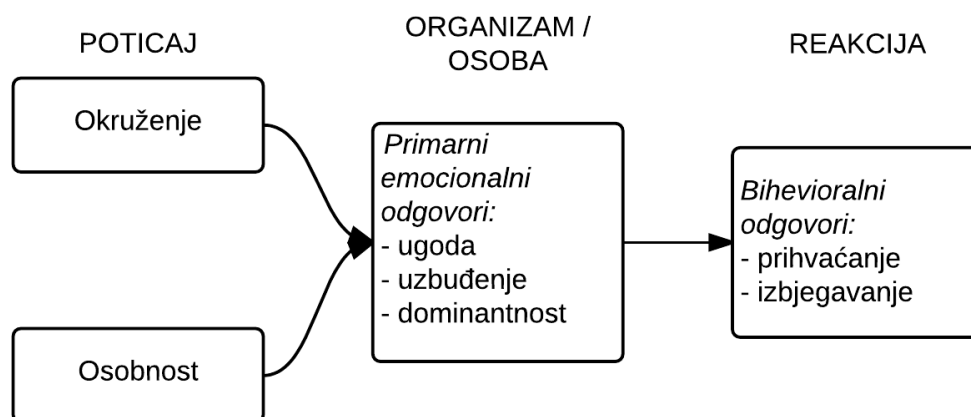 POTICAJ
Okruženje
Osobnost
ORGANIZAM /
OSOBA
Primarni
emocionalni
odgovori:
- ugoda
- uzbuđenje
- dominantnost
REAKCIJA
Bihevioralni
odgovori:
- prihvaćanje
- izbjegavanje